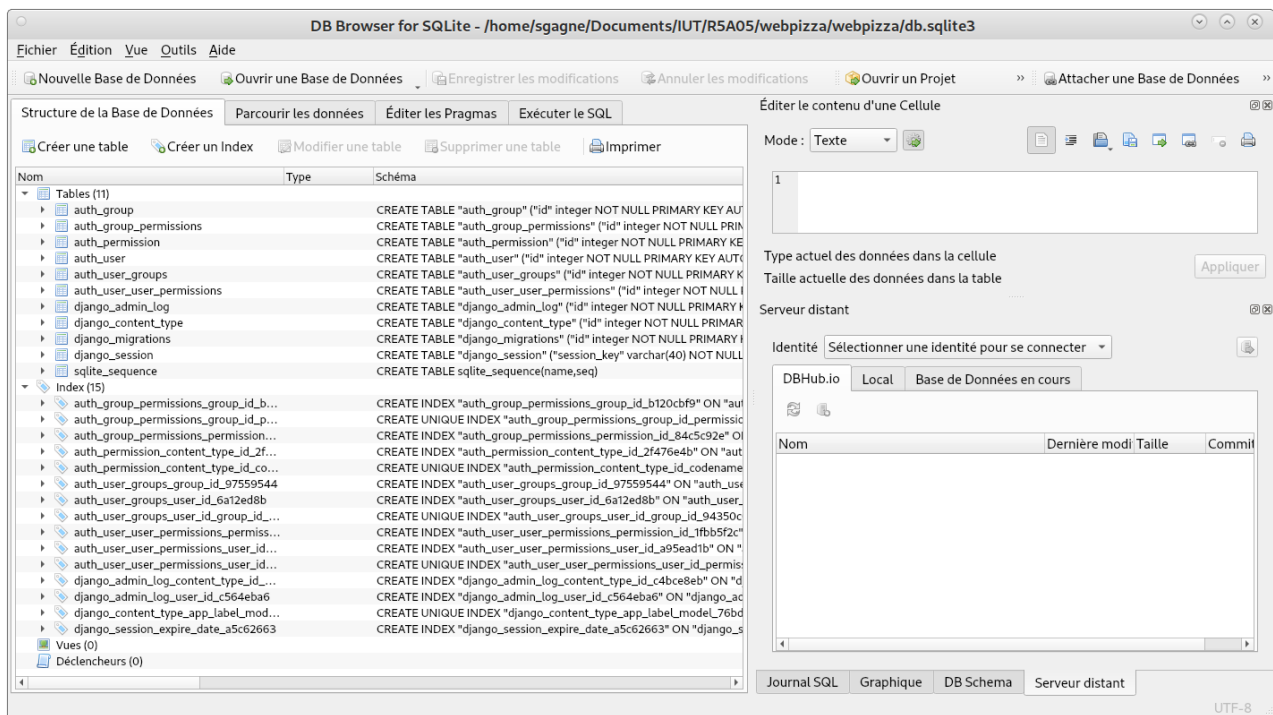 DB Browser for SQLite - /home/sgagne/Documents/IUT/R5A05/webpizza/webpizza/db.sqlite3
Fichier Édition Vue Outils Aide
Nouvelle Base de Données Ouvrir une Base de Données Enregistrer les modifications Annuler les modifications Ouvrir un Projet » Attacher une Base de Données »
Structure de la Base de Données Parcourir les données Éditer les Pragmas Exécuter le SQL
Créer une table Créer un Index Modifier une table Supprimer une table Imprimer
Nom Type Schéma
Tables (11)
auth_group CREATE TABLE "auth_group" ("id" integer NOT NULL PRIMARY KEY AU
auth_group_permissions CREATE TABLE "auth_group_permissions" ("id" integer NOT NULL PRIN
auth_permission CREATE TABLE "auth_permission" ("id" integer NOT NULL PRIMARY KE
auth_user CREATE TABLE "auth_user" ("id" integer NOT NULL PRIMARY KEY AUT
auth_user_groups CREATE TABLE "auth_user_groups" ("id" integer NOT NULL PRIMARY K
auth_user_user_permissions CREATE TABLE "auth_user_user_permissions" ("id" integer NOT NULL
django_admin_log CREATE TABLE "django_admin_log" ("id" integer NOT NULL PRIMARY K
django_content_type CREATE TABLE "django_content_type" ("id" integer NOT NULL PRIMAR
django_migrations CREATE TABLE "django_migrations" ("id" integer NOT NULL PRIMARY
django_session CREATE TABLE "django_session" ("session_key" varchar(40) NOT NULL
sqlite_sequence CREATE TABLE sqlite_sequence(name,seq)
Index (15)
auth_group_permissions_group_id_b... CREATE INDEX "auth_group_permissions_group_id_b120cbf9" ON "au
auth_group_permissions_group_id_p... CREATE UNIQUE INDEX "auth_group_permissions_group_id_permissic
auth_group_permissions_permission... CREATE INDEX "auth_group_permissions_permission_id_84c5c92e" O
auth_permission_content_type_id_2f... CREATE INDEX "auth_permission_content_type_id_2f476e4b" ON "aut
auth_permission_content_type_id_co... CREATE UNIQUE INDEX "auth_permission_content_type_id_codename
auth_user_groups_group_id_97559544 CREATE INDEX "auth_user_groups_group_id_97559544" ON "auth_use
auth_user_groups_user_id_6a12ed8b CREATE INDEX "auth_user_groups_user_id_6a12ed8b" ON "auth_user_
auth_user_groups_user_id_group_id_... CREATE UNIQUE INDEX "auth_user_groups_user_id_group_id_94350c
auth_user_user_permissions_permiss... CREATE INDEX "auth_user_user_permissions_permission_id_1fbb5f2c"
auth_user_user_permissions_user_id... CREATE INDEX "auth_user_user_permissions_user_id_a95ead1b" ON "
auth_user_user_permissions_user_id... CREATE UNIQUE INDEX "auth_user_user_permissions_user_id_permis
django_admin_log_content_type_id_... CREATE INDEX "django_admin_log_content_type_id_c4bce8eb" ON "d
django_admin_log_user_id_c564eba6 CREATE INDEX "django_admin_log_user_id_c564eba6" ON "django_ac
django_content_type_app_label_mod... CREATE UNIQUE INDEX "django_content_type_app_label_model_76bd
django_session_expire_date_a5c62663 CREATE INDEX "django_session_expire_date_a5c62663" ON "django_s
Vues (0)
Déclencheurs (0)
Éditer le contenu d'une Cellule
Mode : Texte
1
Type actuel des données dans la cellule
Taille actuelle des données dans la table
Appliquer
Serveur distant
Identité Sélectionner une identité pour se connecter
DBHub.io Local Base de Données en cours
Nom Dernière modi Taille Commit
Journal SQL Graphique DB Schema Serveur distant
UTF-8